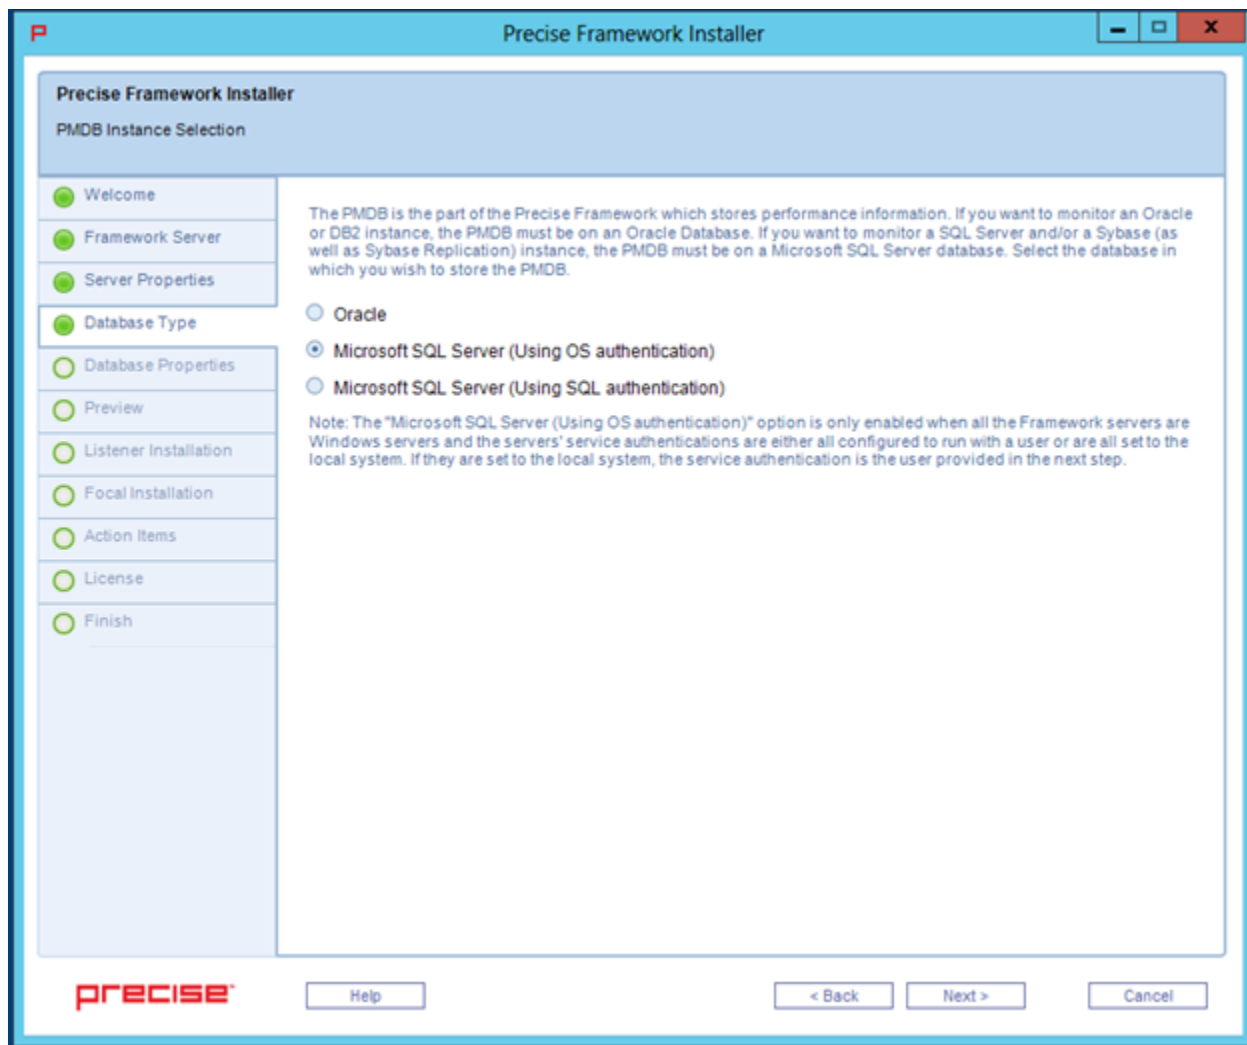 Precise Framework Installer
Precise Framework Installer
PMDB Instance Selection
Welcome
Framework Server
Server Properties
Database Type
Database Properties
Preview
Listener Installation
Focal Installation
Action Items
License
Finish
The PMDB is the part of the Precise Framework which stores performance information. If you want to monitor an Oracle
or DB2 instance, the PMDB must be on an Oracle Database. If you want to monitor a SQL Server and/or a Sybase (as
well as Sybase Replication) instance, the PMDB must be on a Microsoft SQL Server database. Select the database in
which you wish to store the PMDB.
Oracle
Microsoft SQL Server (Using OS authentication)
Microsoft SQL Server (Using SQL authentication)
Note: The "Microsoft SQL Server (Using OS authentication)" option is only enabled when all the Framework servers are
Windows servers and the servers' service authentications are either all configured to run with a user or are all set to the
local system. If they are set to the local system, the service authentication is the user provided in the next step.
precise
Help
< Back
Next >
Cancel